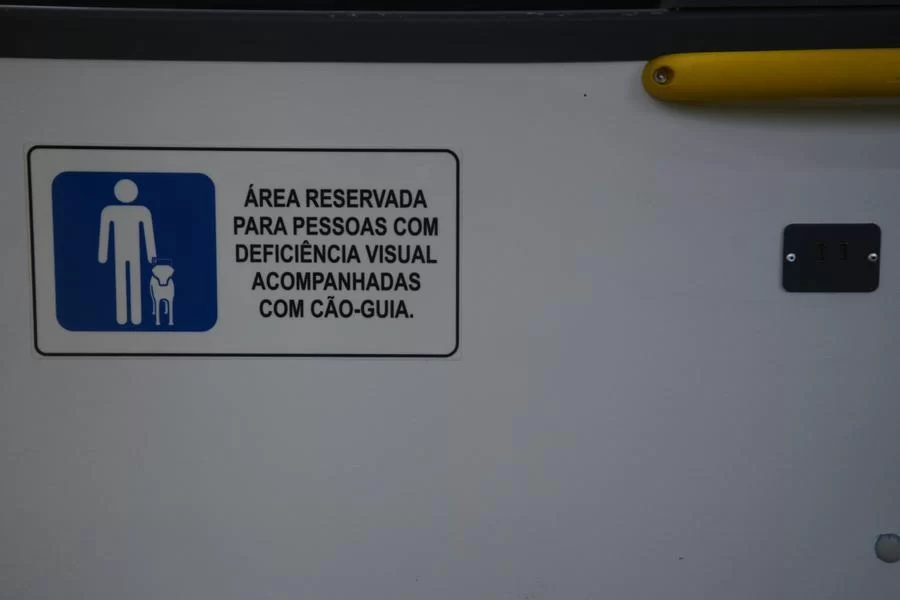 ÁREA RESERVADA
PARA PESSOAS COM
DEFICIÊNCIA VISUAL
ACOMPANHADAS
COM CÃO-GUIA.